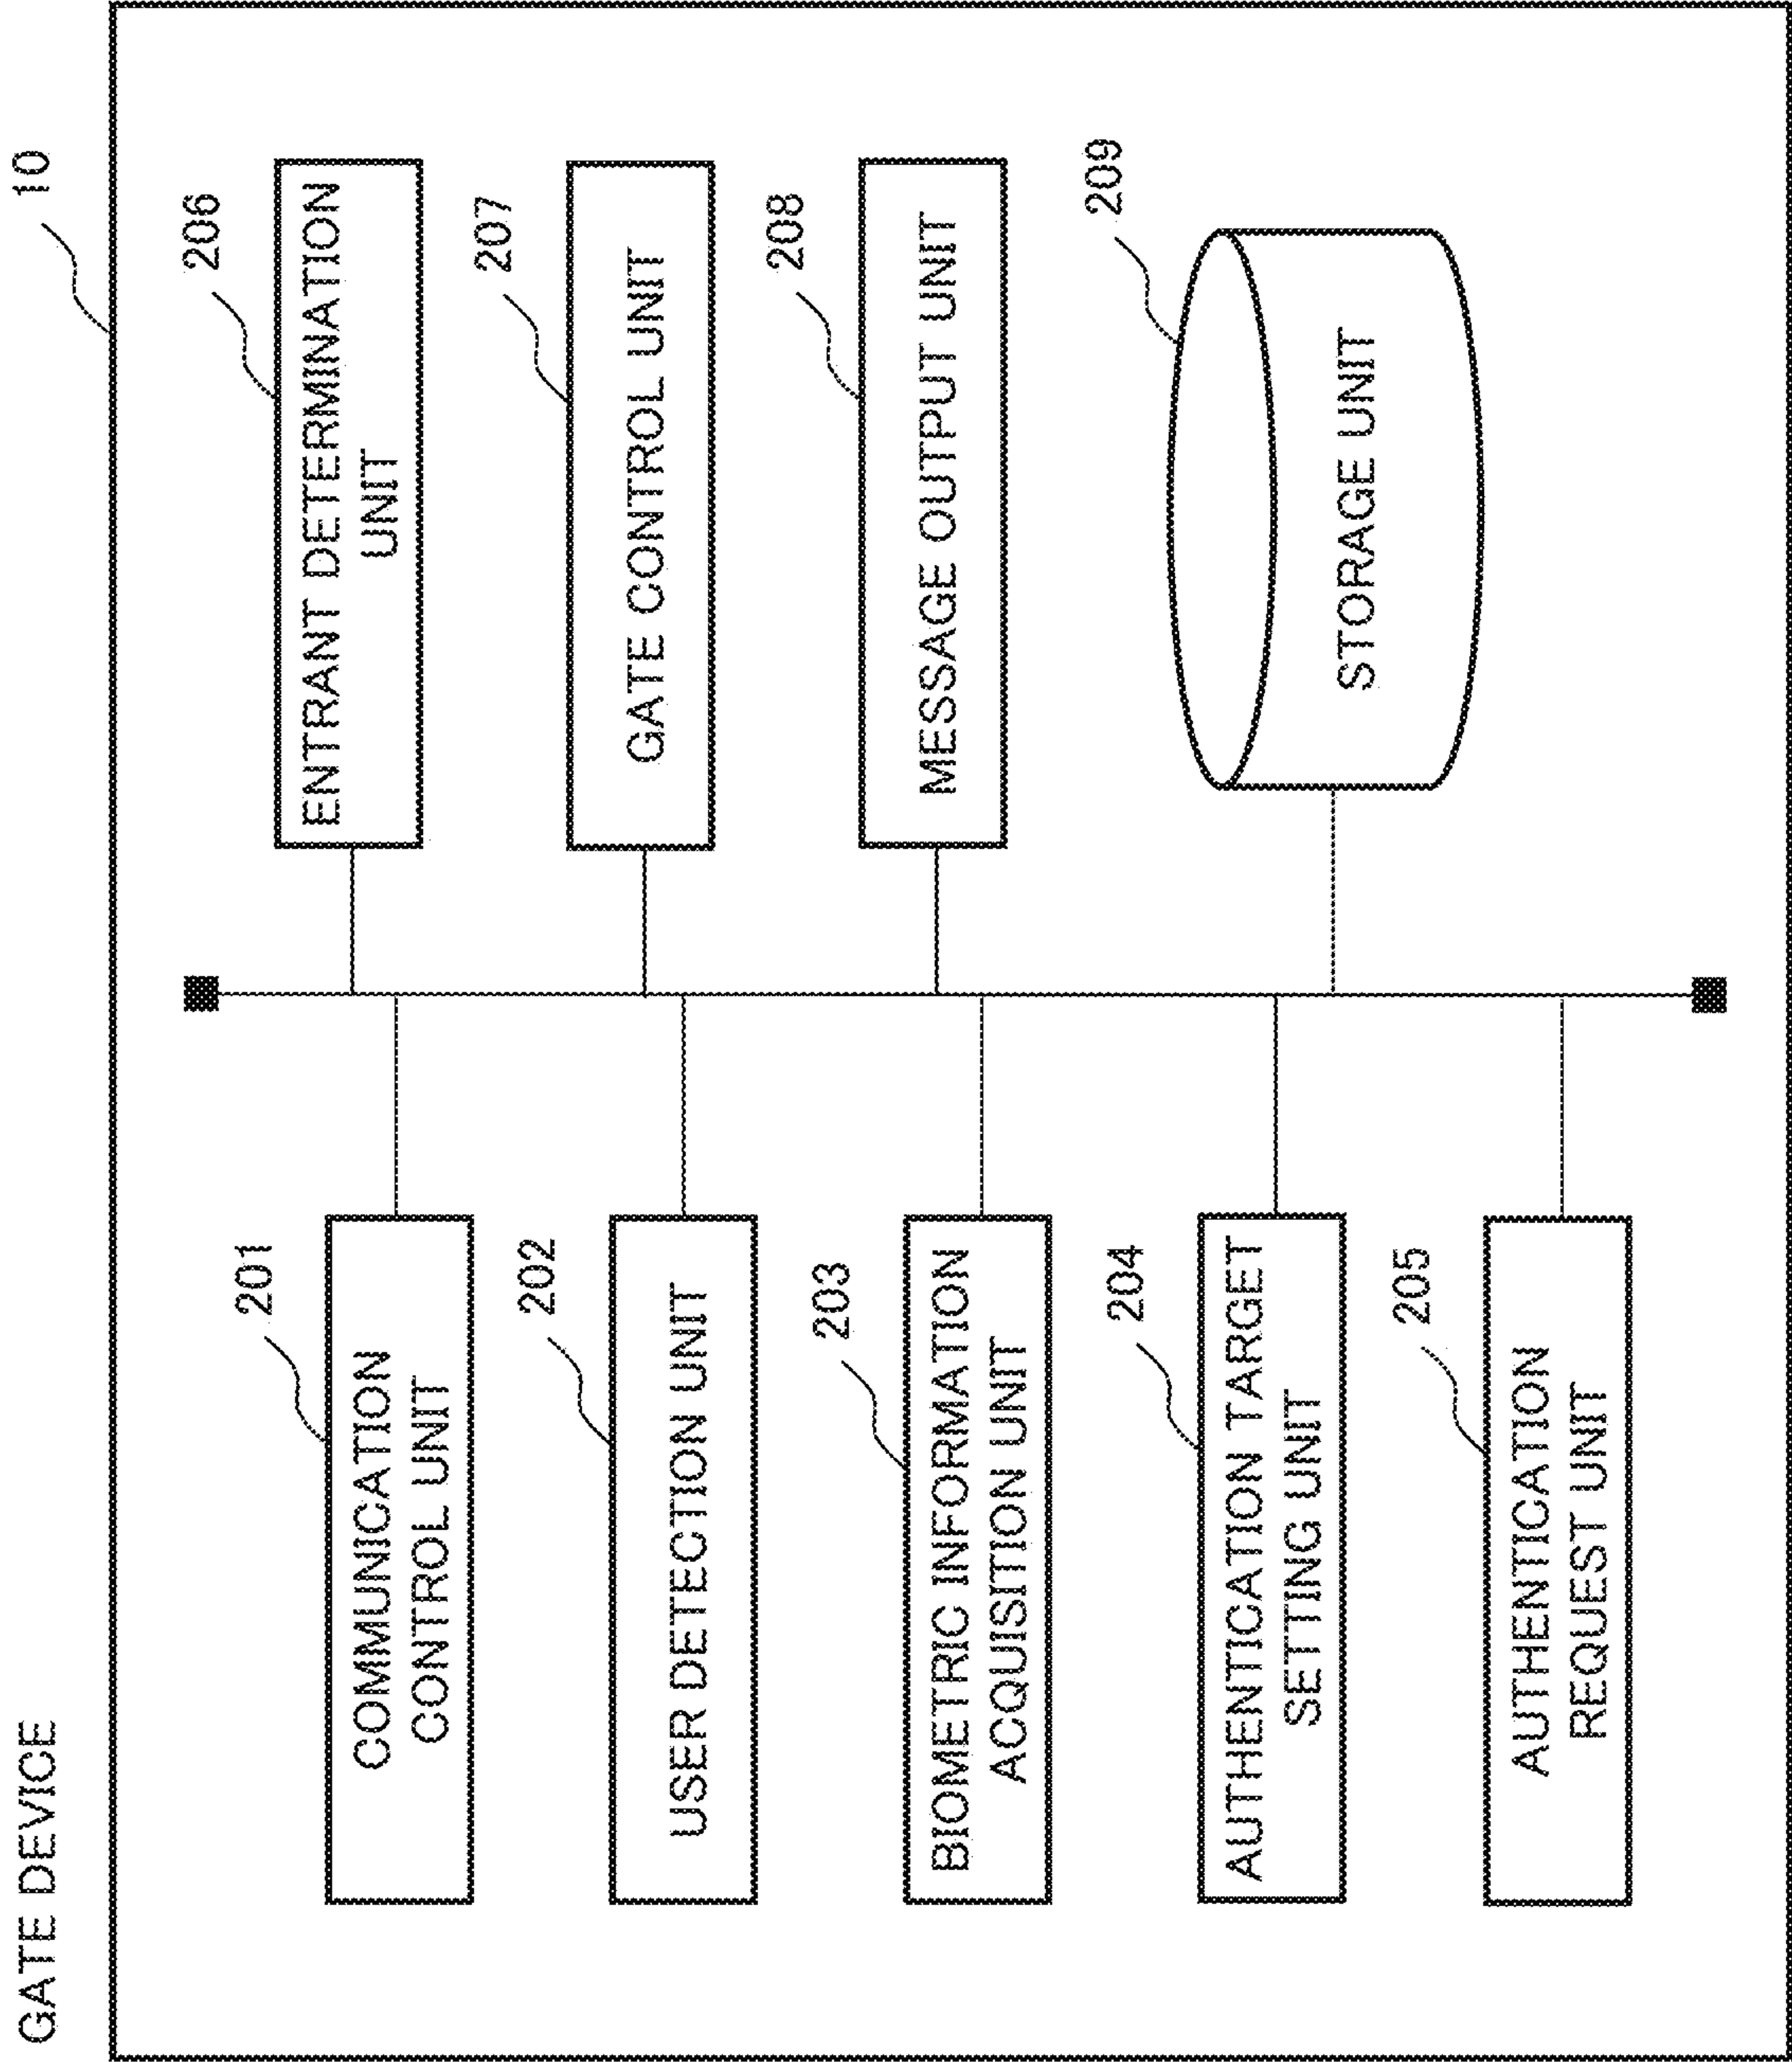 GATE DEVICE
10
201
COMMUNICATION
CONTROL UNIT
202
USER DETECTION UNIT
203
BIOMETRIC INFORMATION
ACQUISITION UNIT
204
AUTHENTICATION TARGET
SETTING UNIT
205
AUTHENTICATION
REQUEST UNIT
206
ENTRANT DETERMINATION
UNIT
207
GATE CONTROL UNIT
208
MESSAGE OUTPUT UNIT
209
STORAGE UNIT